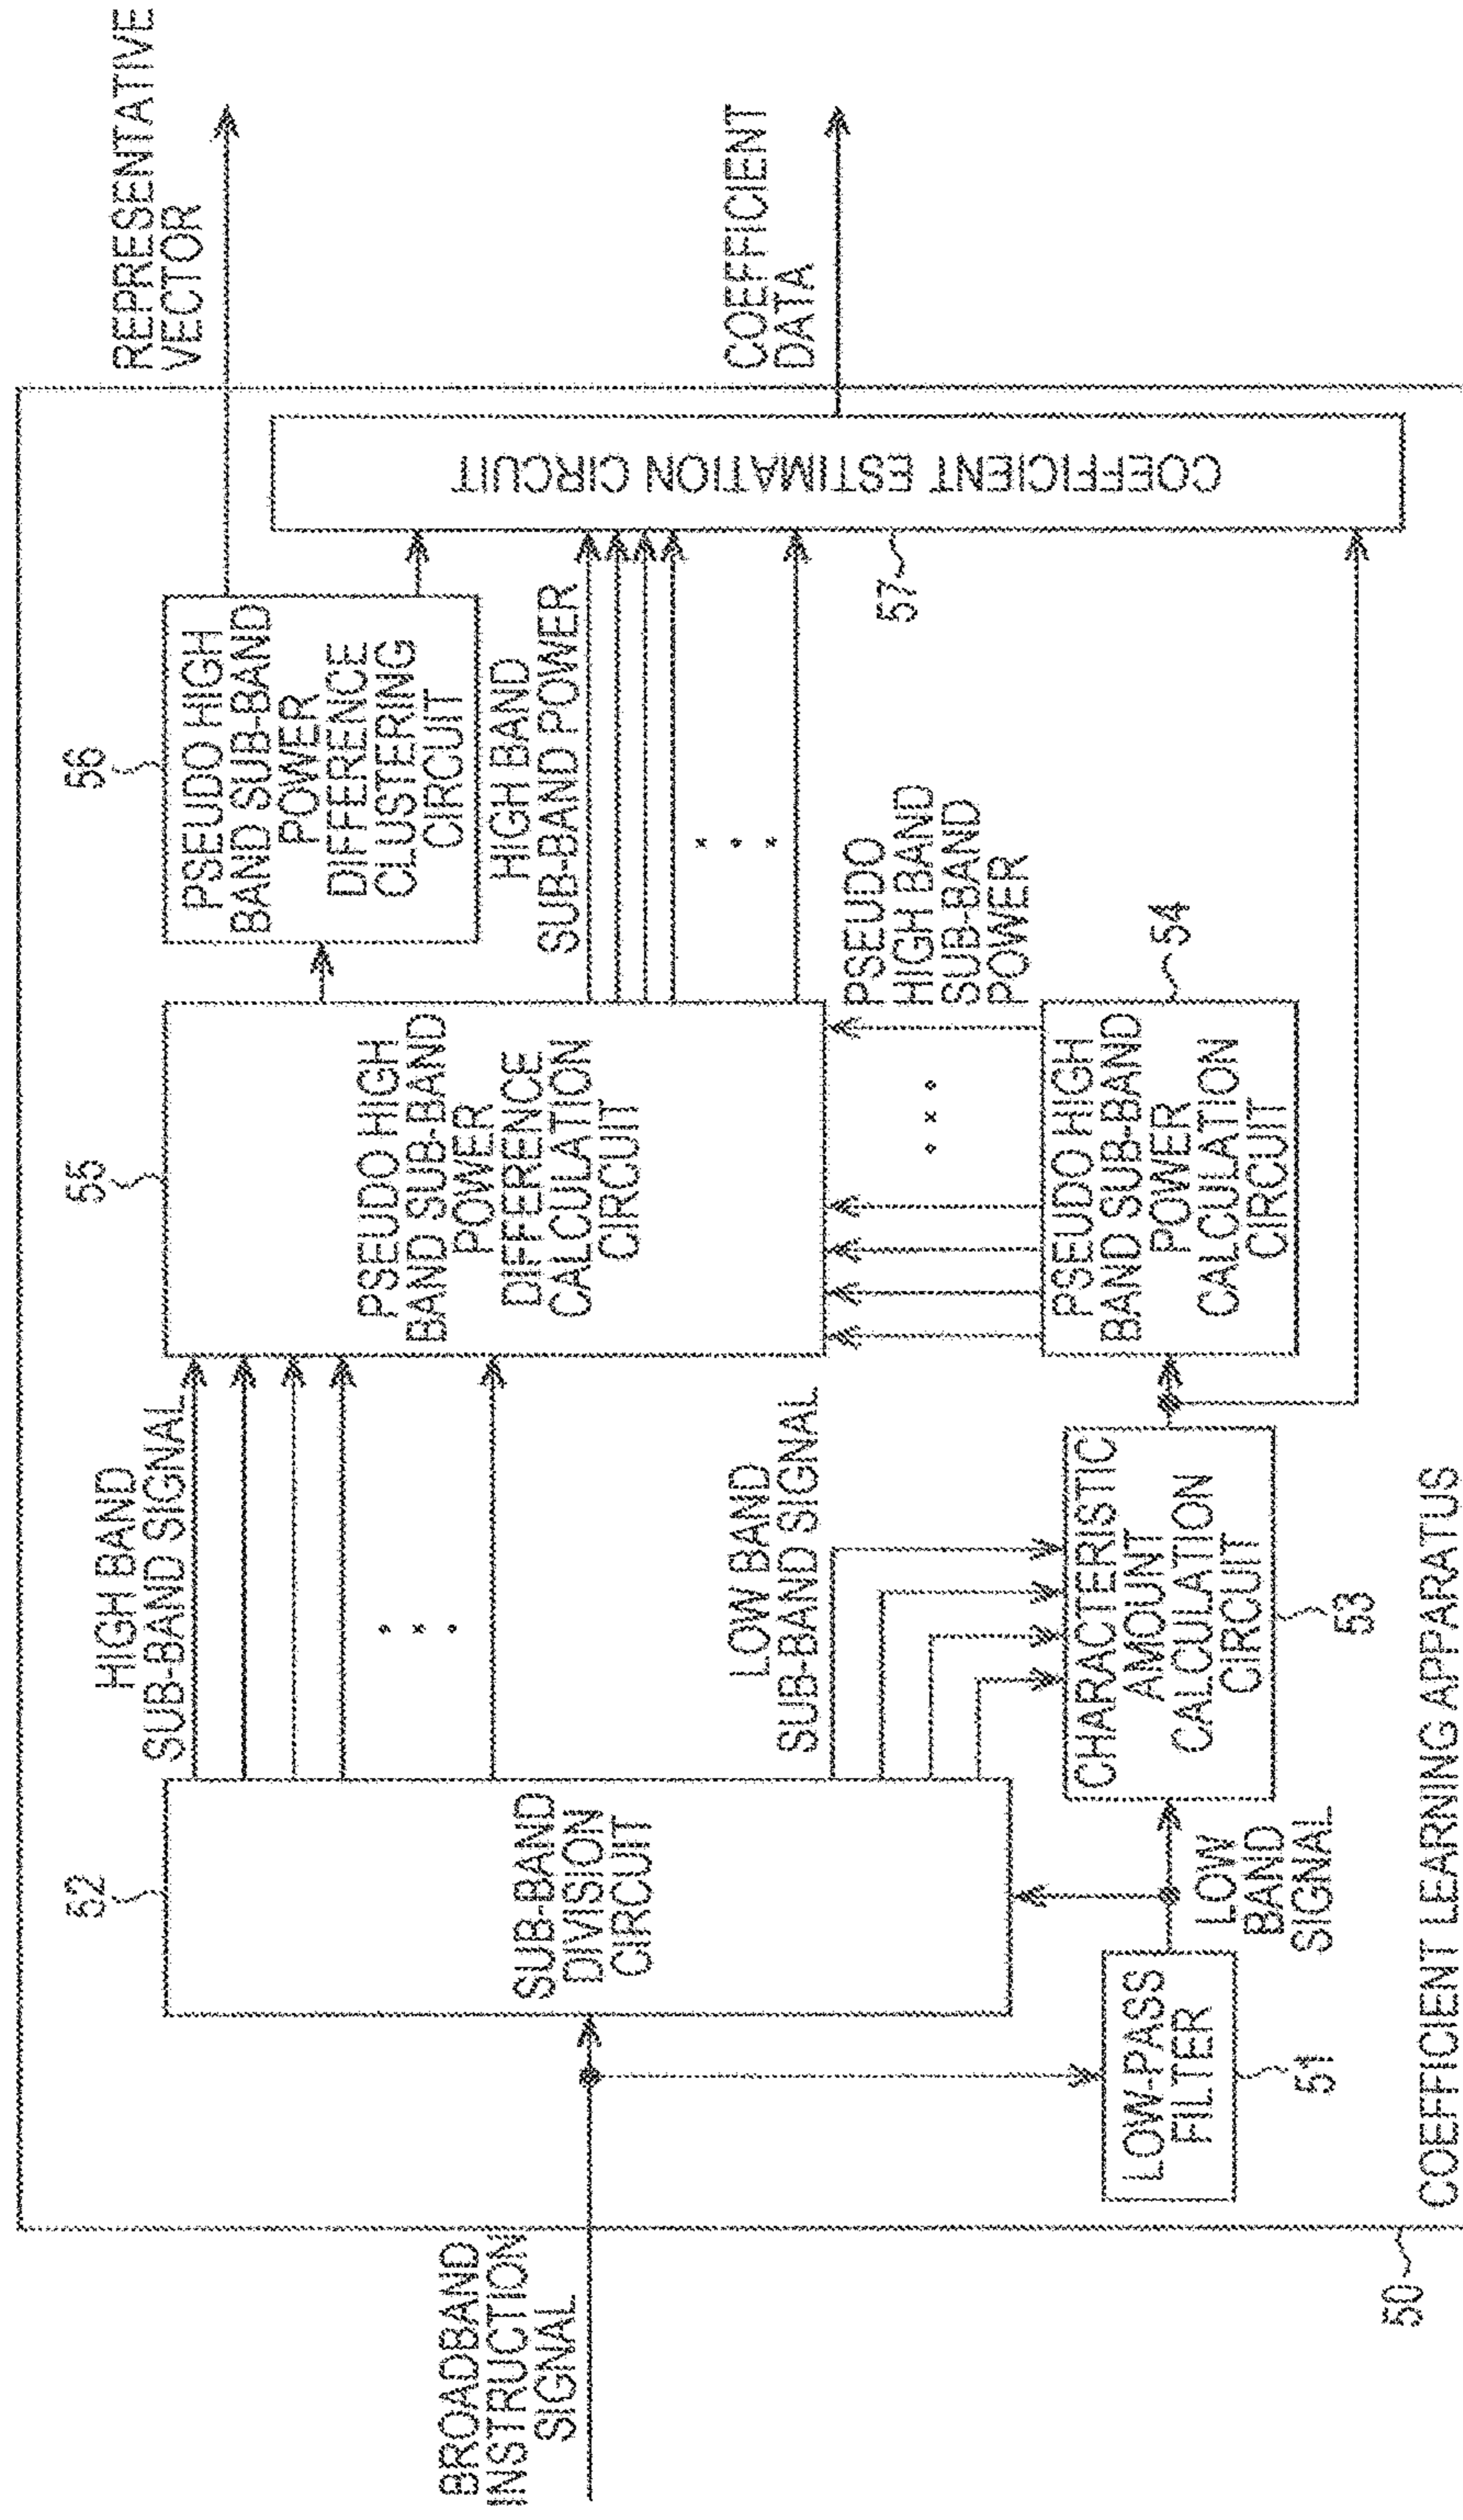 BROADBAND
INSTRUCTION
SIGNAL
50
COEFFICIENT LEARNING APPARATUS
LOW-PASS
FILTER
51
LOW
BAND
SIGNAL
52
SUB-BAND
DIVISION
CIRCUIT
HIGH BAND
SUB-BAND SIGNAL
LOW BAND
SUB-BAND SIGNAL
CHARACTERISTIC
AMOUNT
CALCULATION
CIRCUIT
53
55
PSEUDO HIGH
BAND SUB-BAND
POWER
DIFFERENCE
CALCULATION
CIRCUIT
PSEUDO HIGH
BAND SUB-BAND
POWER
CALCULATION
CIRCUIT
54
PSEUDO
HIGH BAND
SUB-BAND
POWER
56
PSEUDO HIGH
BAND SUB-BAND
POWER
DIFFERENCE
CLUSTERING
CIRCUIT
HIGH BAND
SUB-BAND POWER
57
COEFFICIENT ESTIMATION CIRCUIT
REPRESENTATIVE
VECTOR
COEFFICIENT
DATA